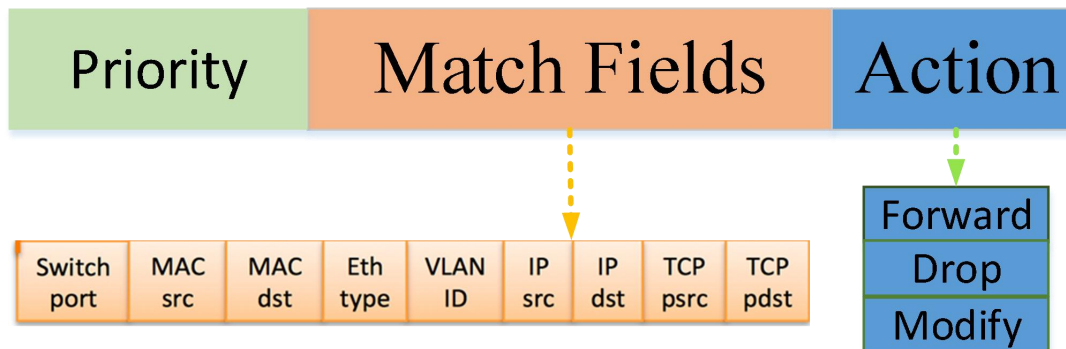 Priority Match Fields Action
Switch port MAC src MAC dst Eth type VLAN ID IP src IP dst TCP psrc TCP pdst
Forward
Drop
Modify